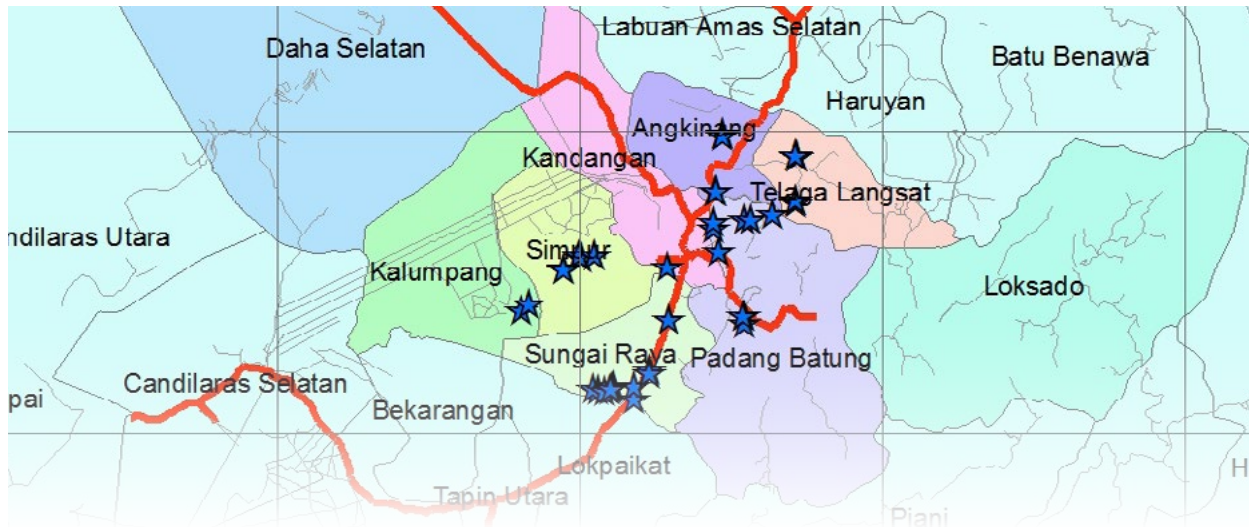 Labuan Amas Selatan
Daha Selatan
Batu Benawa
Haruyan
Angkinang
Kandangan
Telaga Langsat
ndilaras Utara
Simpur
Kalumpang
Loksado
Sungai Raya
Padang Batung
Candilaras Selatan
pai
Bekarangan
Lokpaikat
H
Tapin Utara
Piani